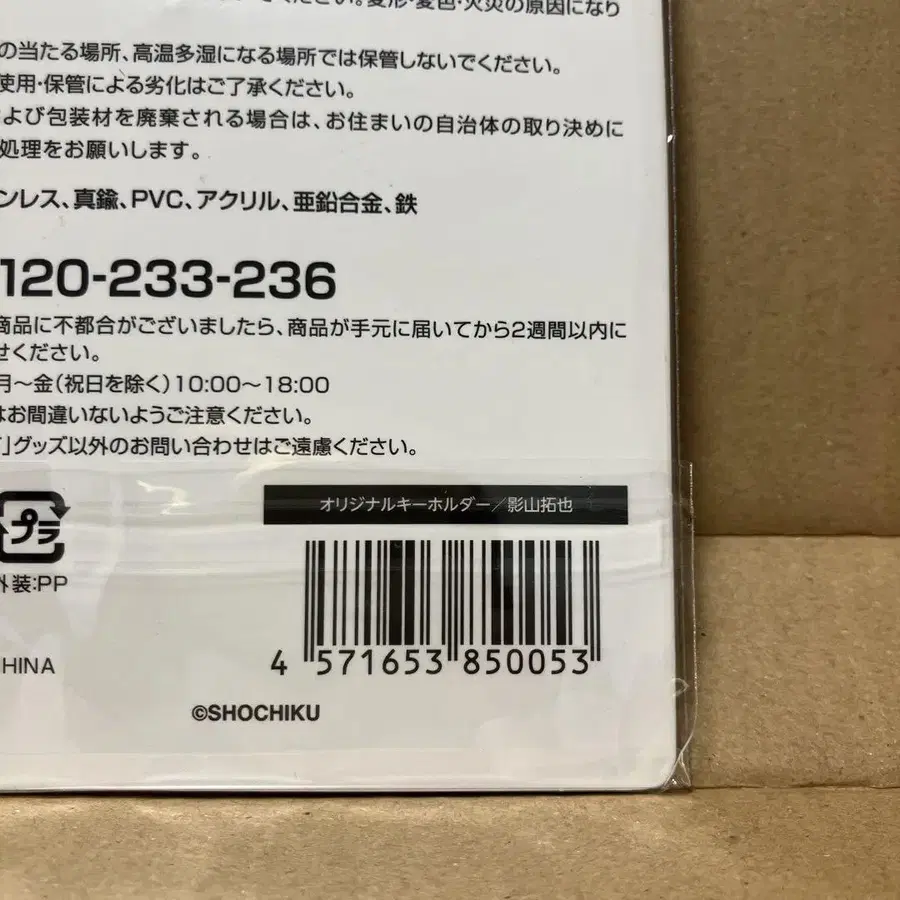 てください。変形・変色・火災の原因になり
の当たる場所、高温多湿になる場所では保管しないでください。
使用・保管による劣化はご了承ください。
および包装材を廃棄される場合は、お住まいの自治体の取り決めに
処理をお願いします。
ンレス、真鍮、PVC、アクリル、亜鉛合金、鉄
120-233-236
商品に不都合がございましたら、商品が手元に届いてから2週間以内に
せください。
月～金（祝日を除く）10:00～18:00
はお間違いないようご注意ください。
」グッズ以外のお問い合わせはご遠慮ください。
オリジナルキーホルダー／影山拓也
プラ
外装:PP
4 571653 850053
HINA
©SHOCHIKU